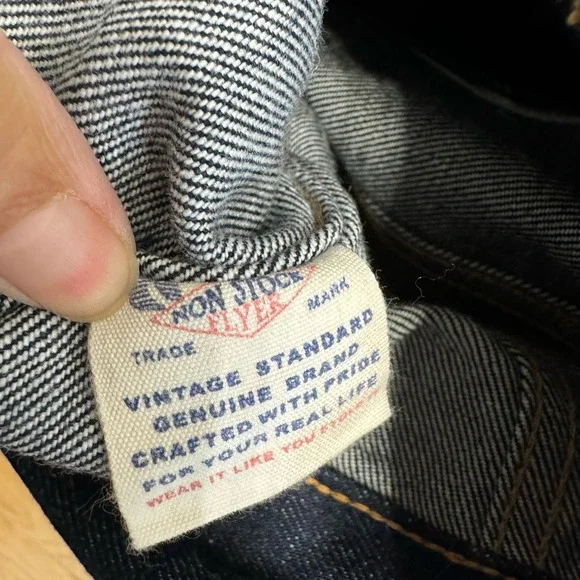 NON STOCK
FLYER
TRADE MARK
VINTAGE STANDARD
GENUINE BRAND
CRAFTED WITH PRIDE
FOR YOUR REAL LIFE
WEAR IT LIKE YOU